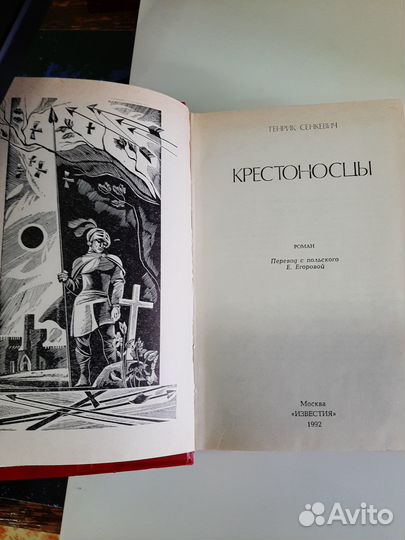 ГЕНРИК СЕНКЕВИЧ
КРЕСТОНОСЦЫ
РОМАН
Перевод с польского
Е. Егоровой
Москва
«ИЗВЕСТИЯ»
1992
Avito